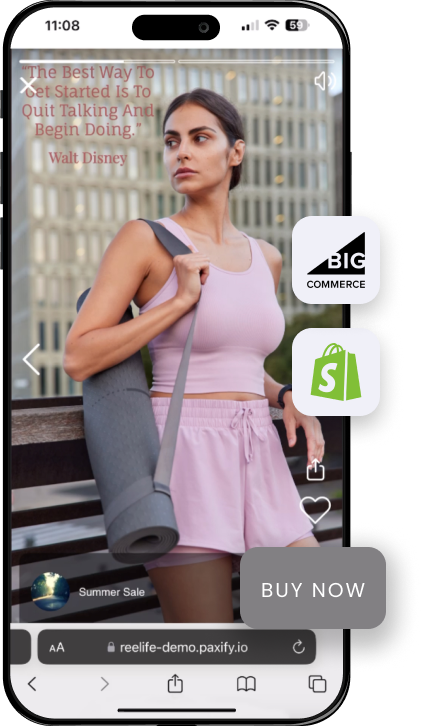 11:08
59
"The Best Way To
Get Started Is To
Quit Talking And
Begin Doing."
Walt Disney
BIG
COMMERCE
S
Summer Sale
BUY NOW
AA reelife-demo.paxify.io